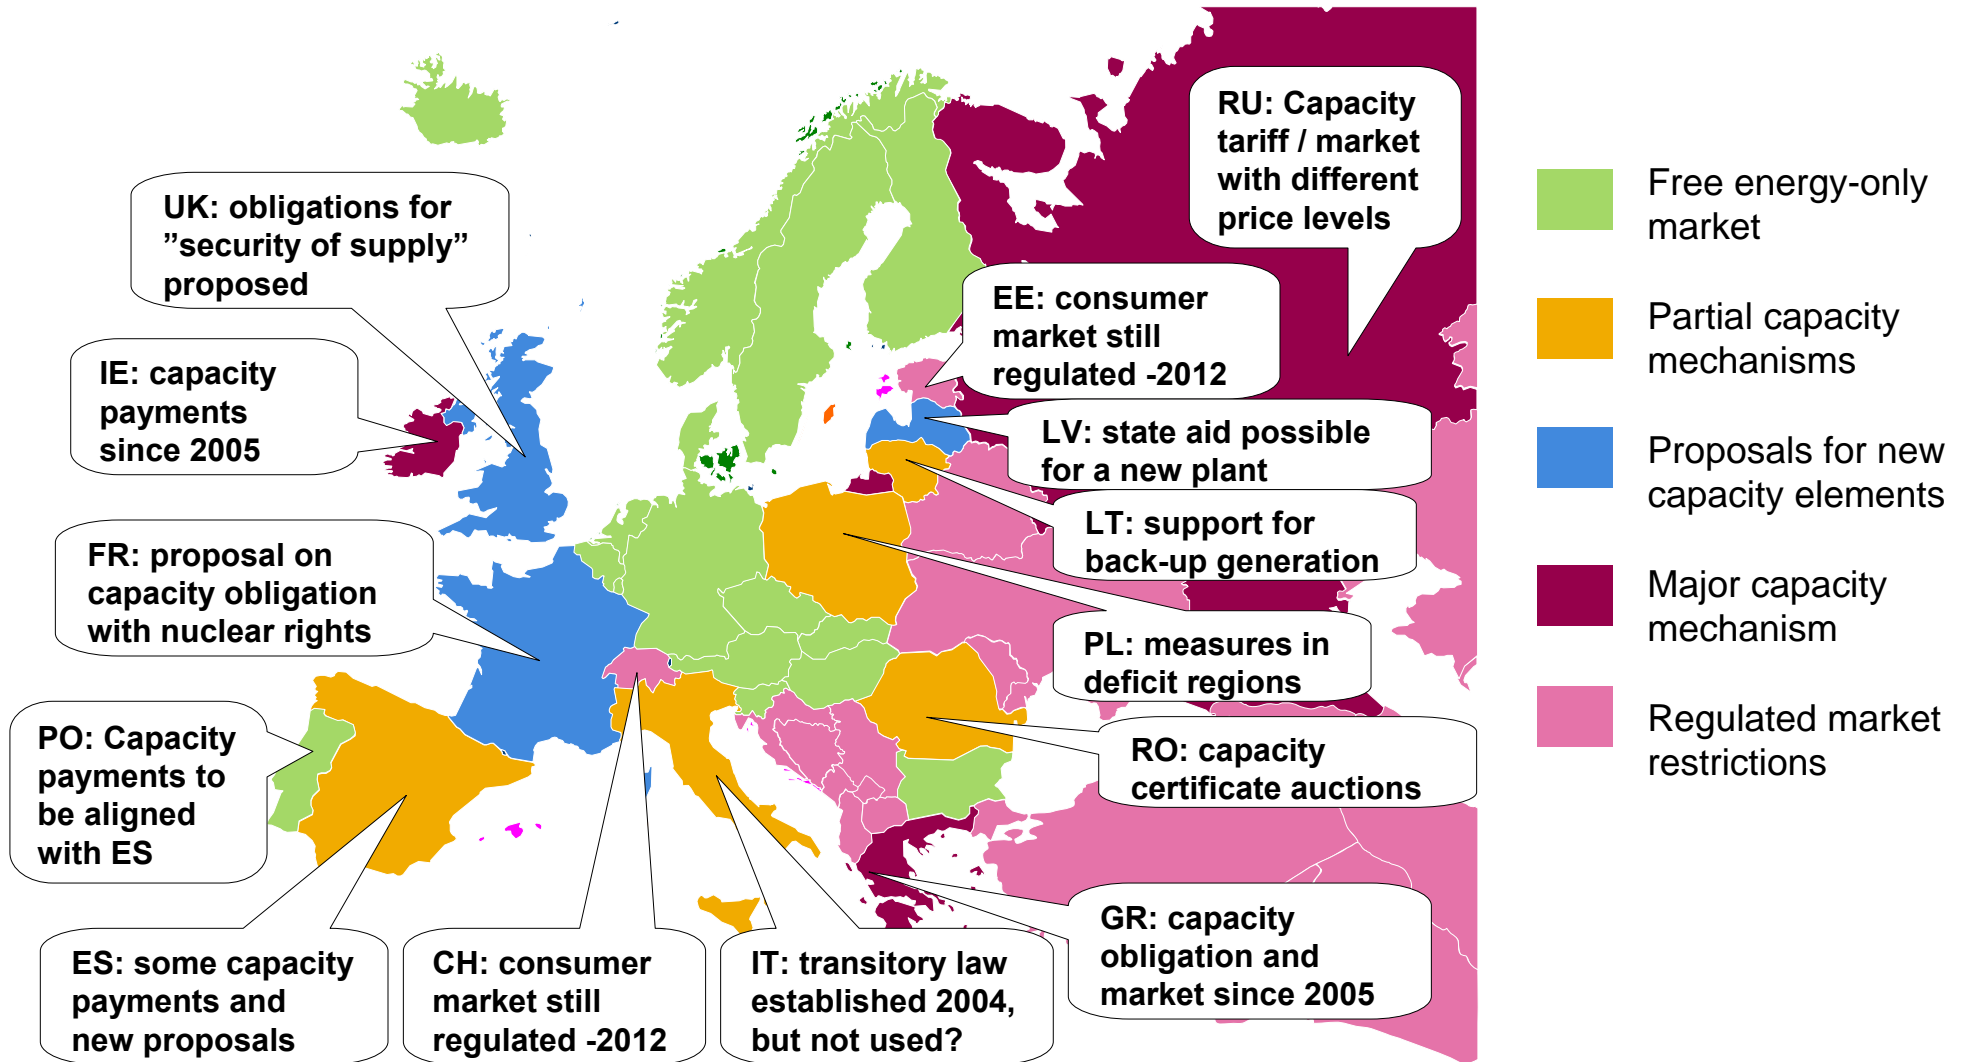 UK: obligations for
”security of supply”
proposed
IE: capacity
payments
since 2005
FR: proposal on
capacity obligation
with nuclear rights
PO: Capacity
payments to
be aligned
with ES
ES: some capacity
payments and
new proposals
CH: consumer
market still
regulated -2012
IT: transitory law
established 2004,
but not used?
GR: capacity
obligation and
market since 2005
RO: capacity
certificate auctions
PL: measures in
deficit regions
LT: support for
back-up generation
LV: state aid possible
for a new plant
EE: consumer
market still
regulated -2012
RU: Capacity
tariff / market
with different
price levels
Free energy-only
market
Partial capacity
mechanisms
Proposals for new
capacity elements
Major capacity
mechanism
Regulated market
restrictions